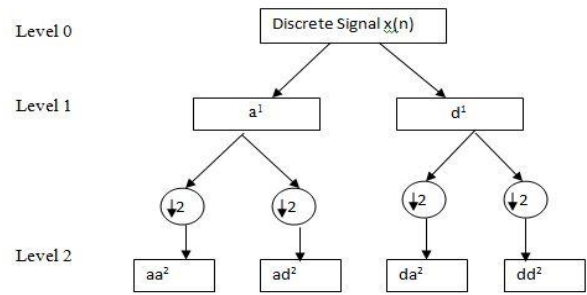 Level 0
Discrete Signal x(n)
Level 1
a¹
d¹
↓2
↓2
↓2
↓2
Level 2
aa²
ad²
da²
dd²